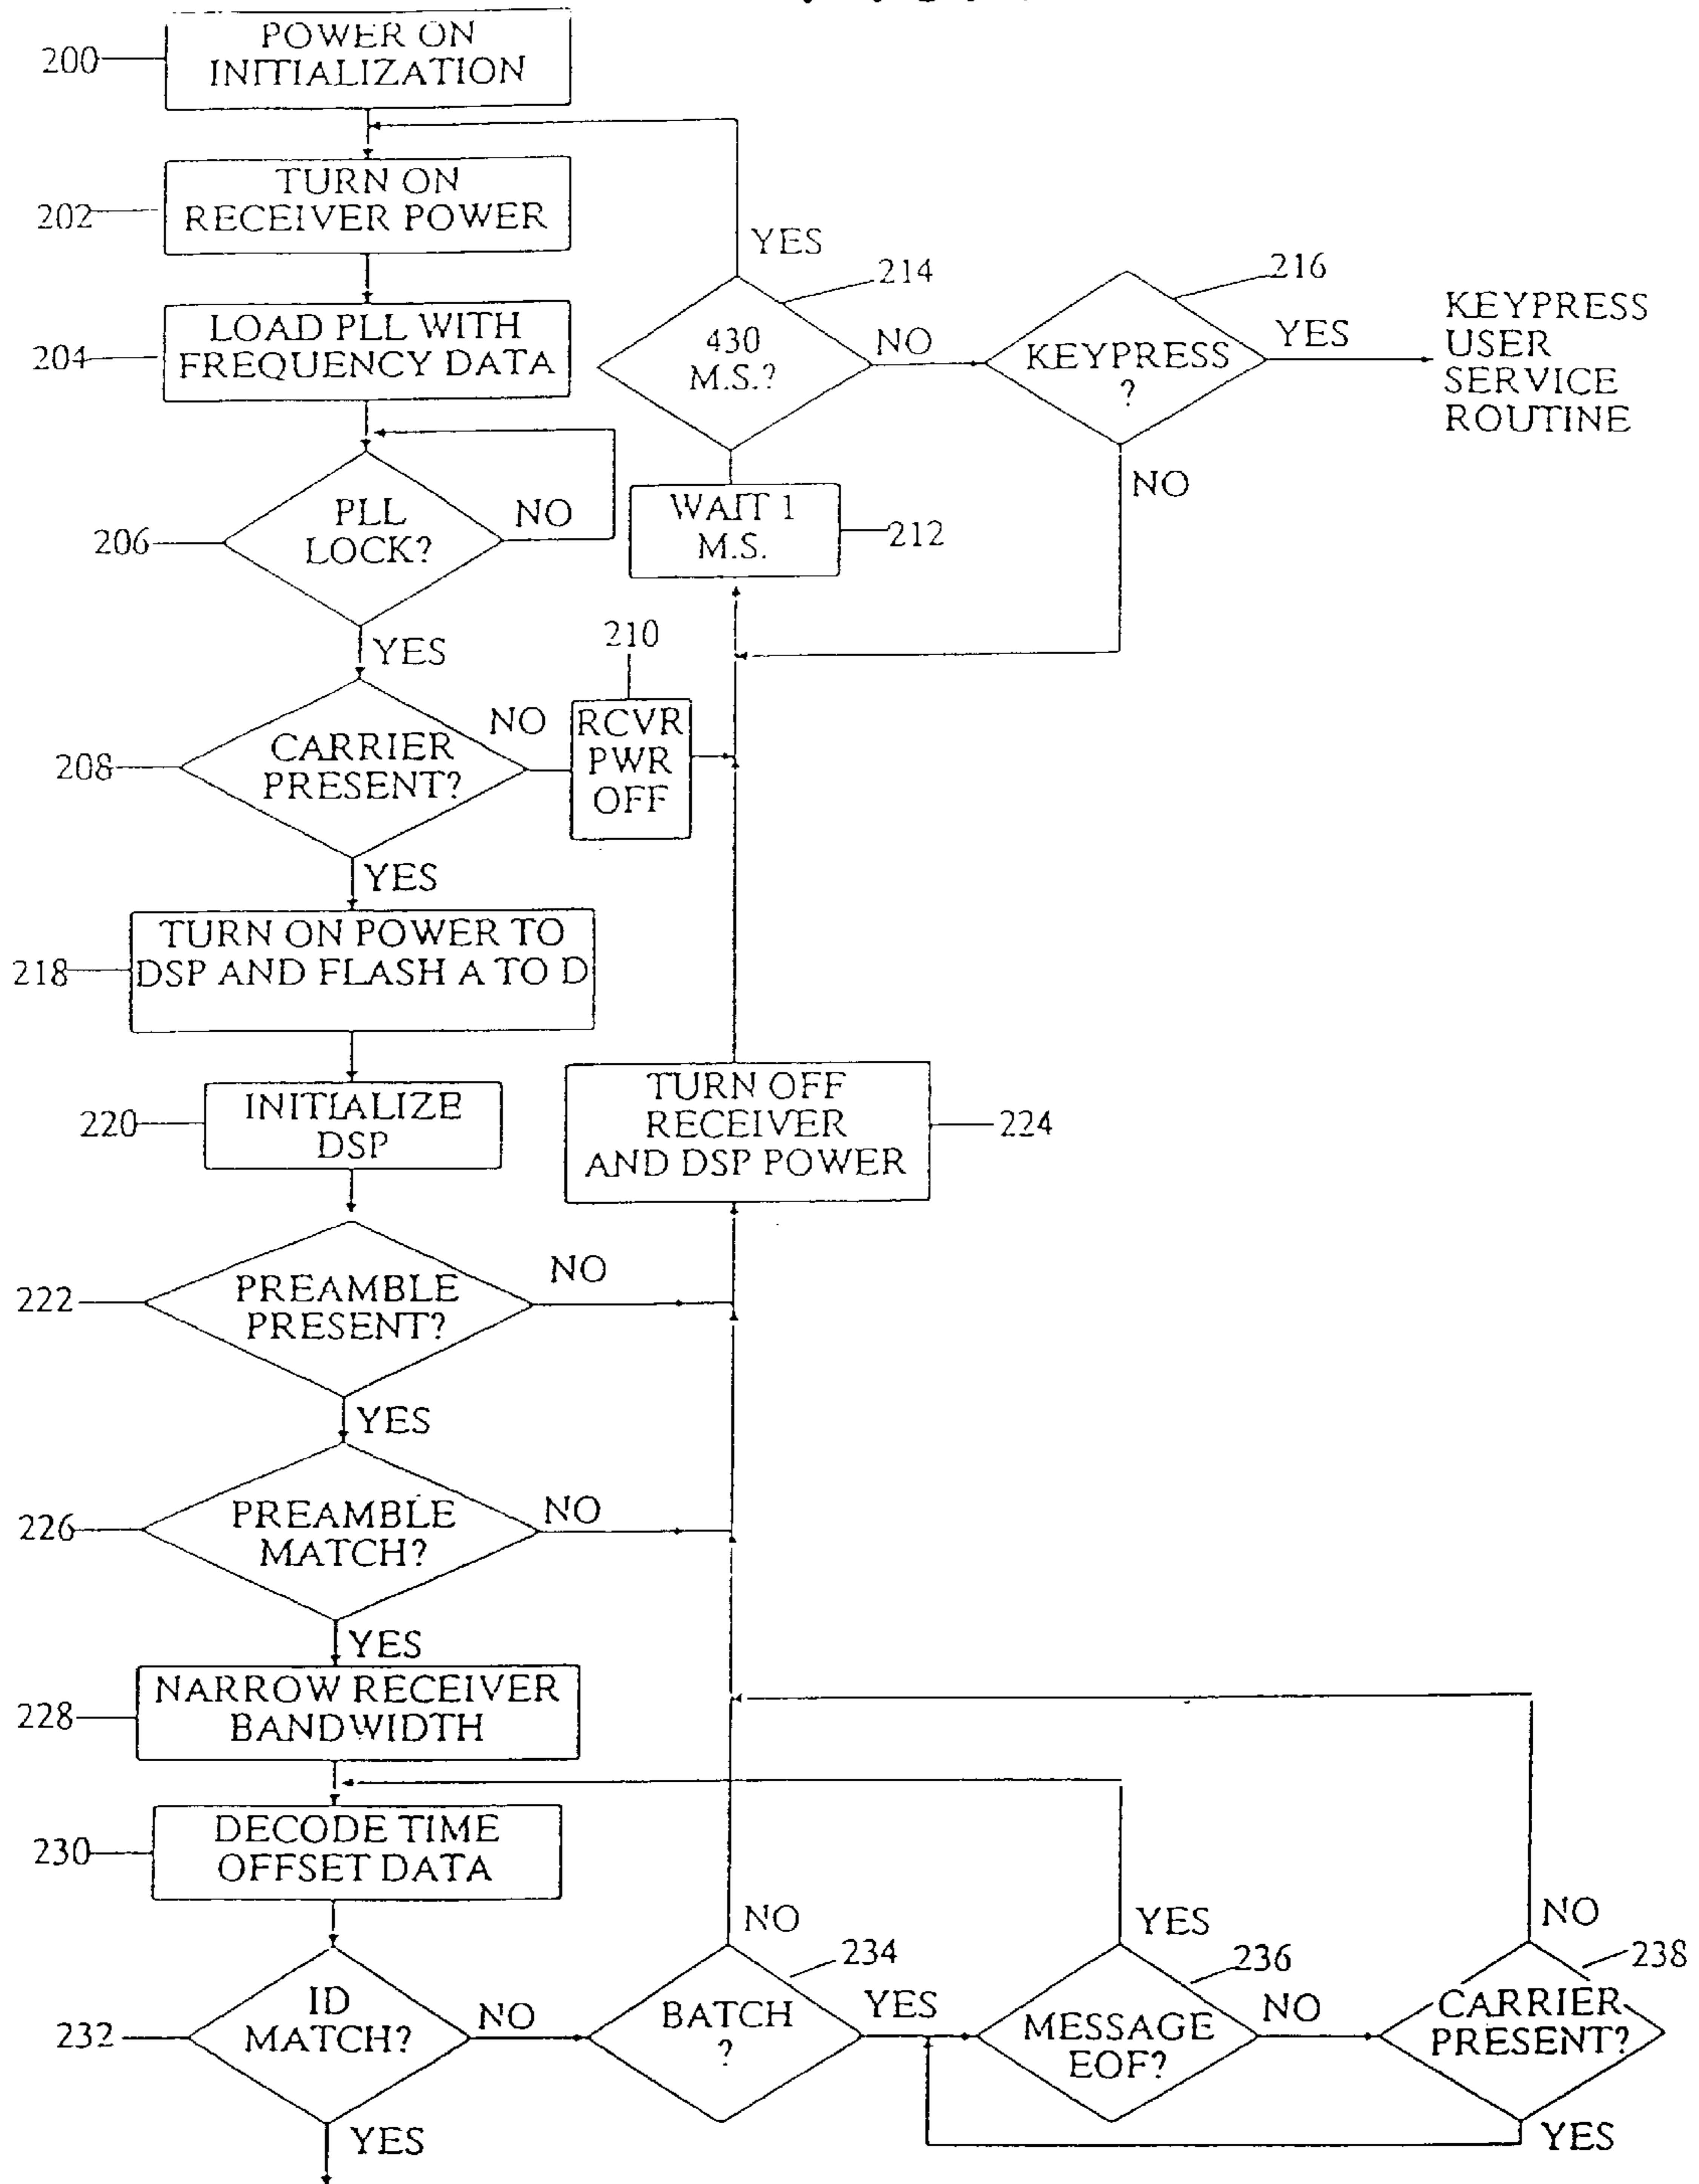 POWER ON
INITIALIZATION
200
TURN ON
RECEIVER POWER
202
YES
214
216
LOAD PLL WITH
FREQUENCY DATA
204
430
M.S.?
NO
KEYPRESS
?
YES
KEYPRESS
USER
SERVICE
ROUTINE
PLL
LOCK?
206
NO
WAIT 1
M.S.
212
NO
YES
210
CARRIER
PRESENT?
208
NO
RCVR
PWR
OFF
YES
TURN ON POWER TO
DSP AND FLASH A TO D
218
INITIALIZE
DSP
220
TURN OFF
RECEIVER
AND DSP POWER
224
PREAMBLE
PRESENT?
222
NO
YES
PREAMBLE
MATCH?
226
NO
YES
NARROW RECEIVER
BANDWIDTH
228
DECODE TIME
OFFSET DATA
230
NO
234
YES
236
NO
238
ID
MATCH?
232
NO
BATCH
?
YES
MESSAGE
EOF?
NO
CARRIER
PRESENT?
YES
YES